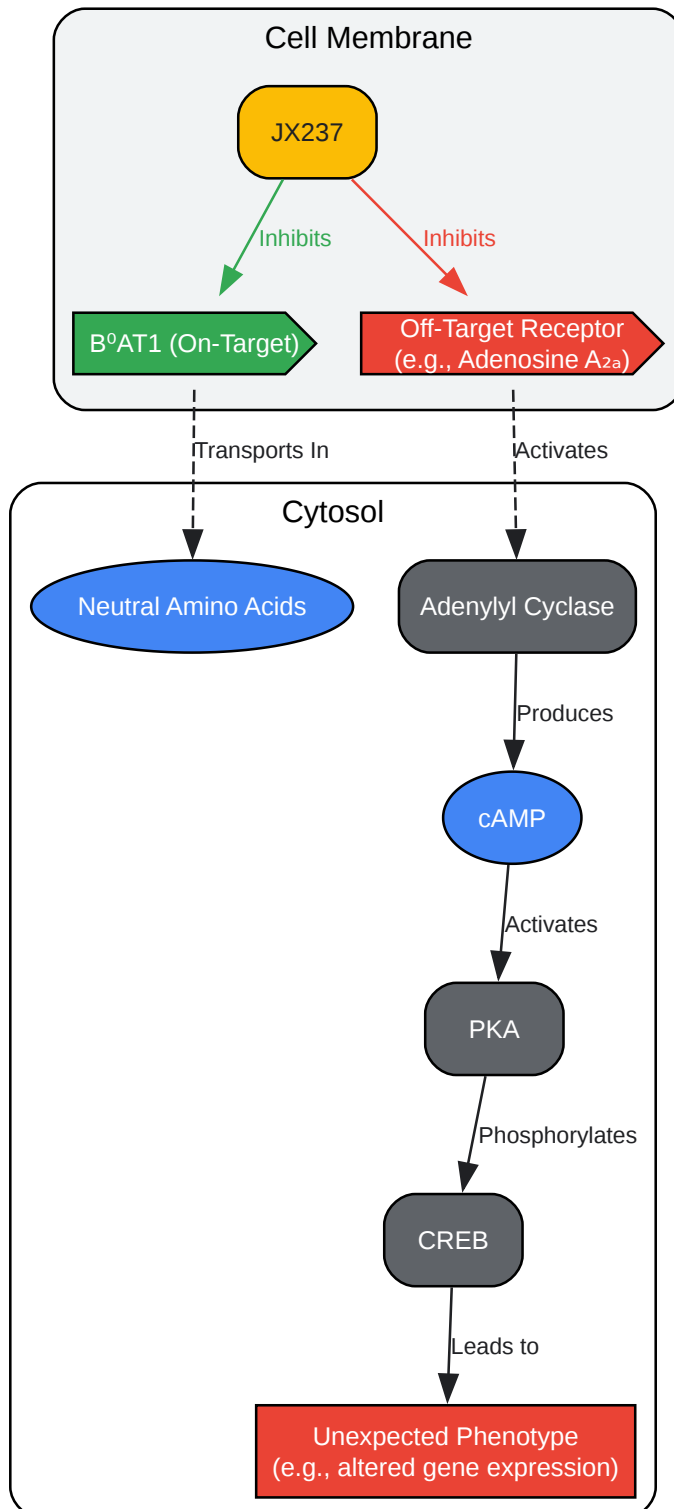 Cell Membrane
JX237
Inhibits
Inhibits
B⁰AT1 (On-Target)
Off-Target Receptor
(e.g., Adenosine A₂ₐ)
Transports In
Activates
Cytosol
Neutral Amino Acids
Adenylyl Cyclase
Produces
cAMP
Activates
PKA
Phosphorylates
CREB
Leads to
Unexpected Phenotype
(e.g., altered gene expression)